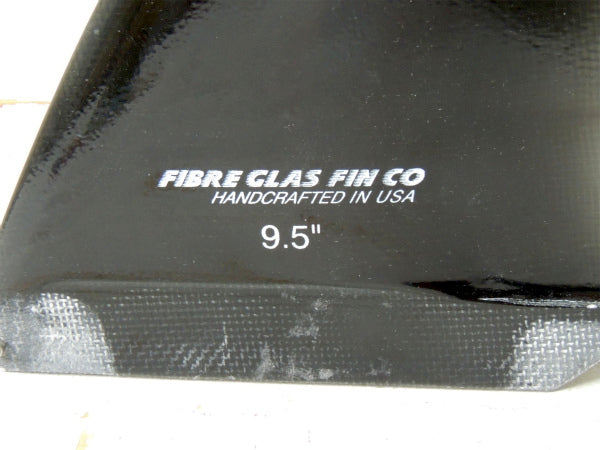 FIBRE GLAS FIN CO
HANDCRAFTED IN USA
9.5"